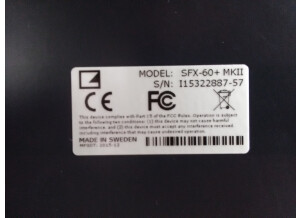 MODEL: SFX-60+ MKII
S/N: I15322887-57
CE FC
This device complies with Part 15 of the FCC Rules. Operation is
subject to the following two conditions: (1) this device may not cause harmful
interference, and (2) this device must accept any interference received, including
interference that may cause undesired operation.
MADE IN SWEDEN